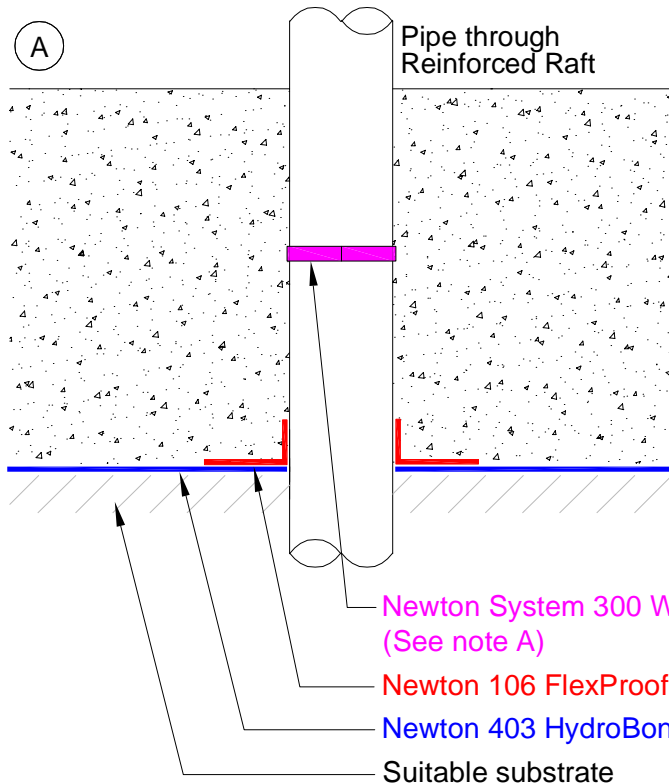 A
Pipe through
Reinforced Raft
Newton System 300 W
(See note A)
Newton 106 FlexProof
Newton 403 HydroBon
Suitable substrate